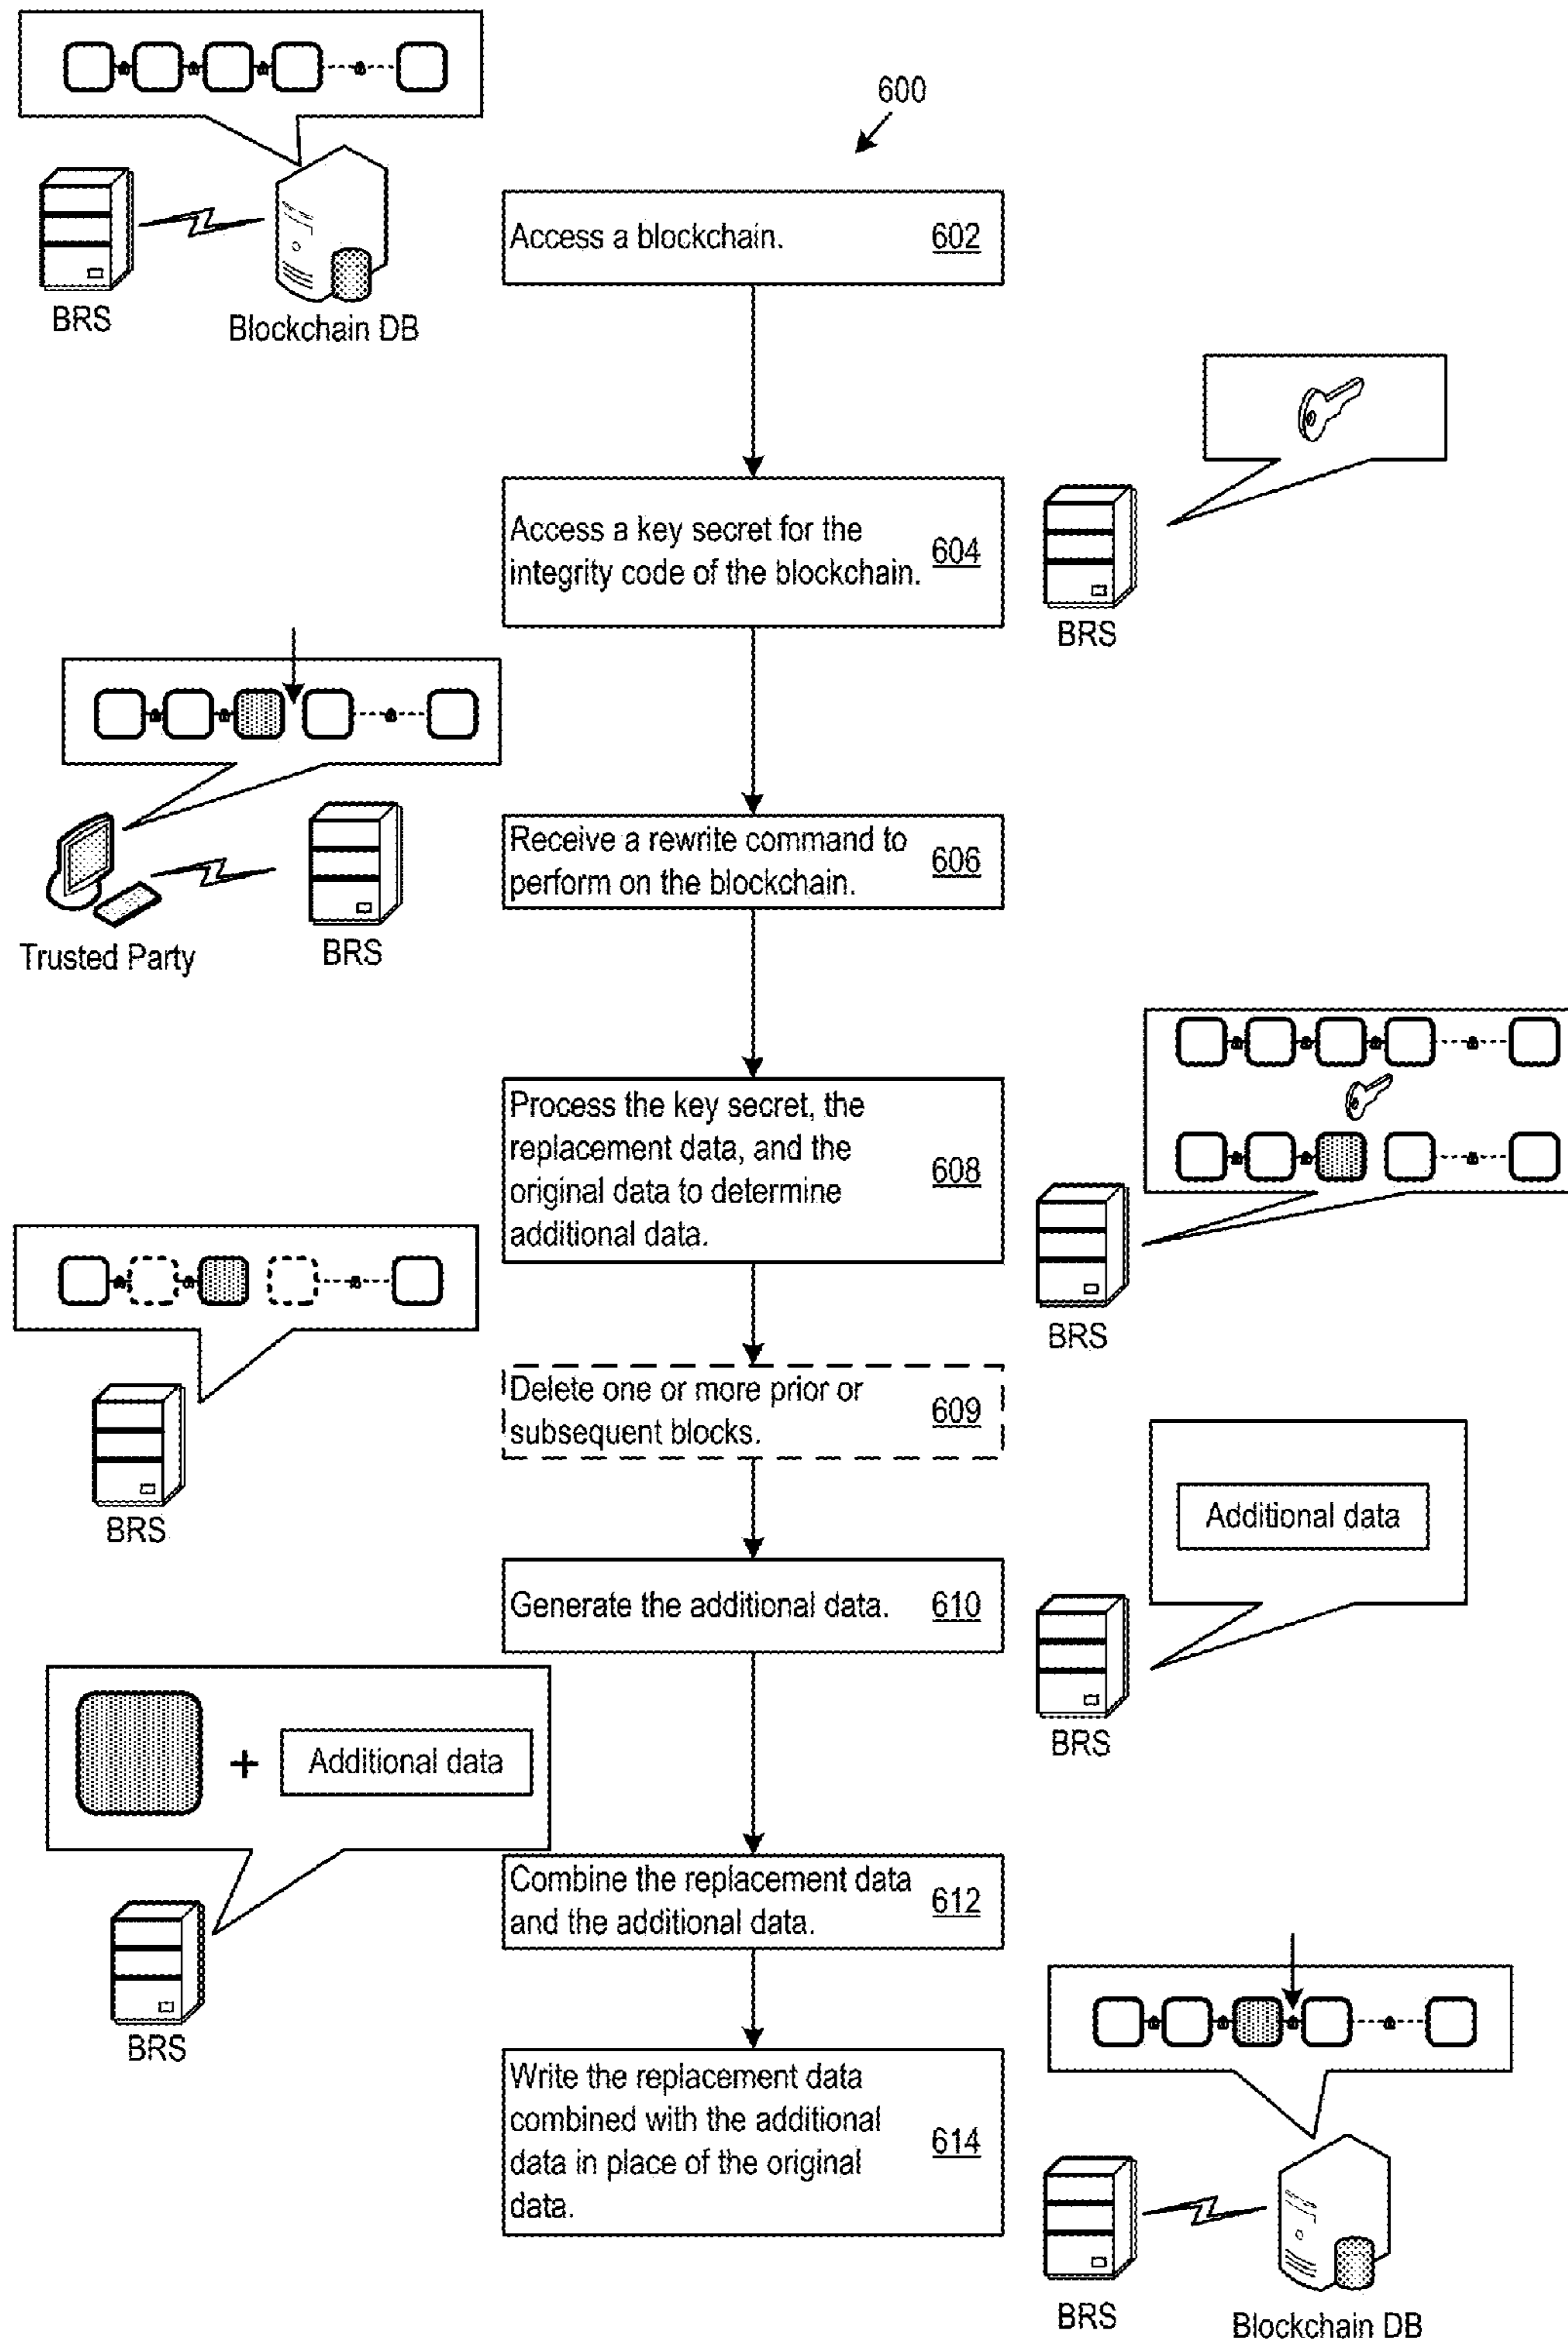 600
BRS
Blockchain DB
Access a blockchain. 602
Access a key secret for the
integrity code of the blockchain. 604
BRS
Trusted Party
BRS
Receive a rewrite command to
perform on the blockchain. 606
Process the key secret, the
replacement data, and the
original data to determine
additional data. 608
BRS
BRS
Delete one or more prior or
subsequent blocks. 609
Additional data
Generate the additional data. 610
BRS
Additional data
Combine the replacement data
and the additional data. 612
BRS
Write the replacement data
combined with the additional
data in place of the original
data. 614
BRS
Blockchain DB